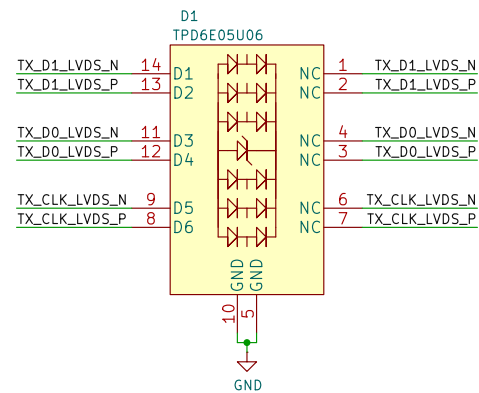 D1
TPD6E05U06
TX_D1_LVDS_N 14 D1 NC 1 TX_D1_LVDS_N
TX_D1_LVDS_P 13 D2 NC 2 TX_D1_LVDS_P
TX_D0_LVDS_N 11 D3 NC 4 TX_D0_LVDS_N
TX_D0_LVDS_P 12 D4 NC 3 TX_D0_LVDS_P
TX_CLK_LVDS_N 9 D5 NC 6 TX_CLK_LVDS_N
TX_CLK_LVDS_P 8 D6 NC 7 TX_CLK_LVDS_P
GND GND
10 5
GND